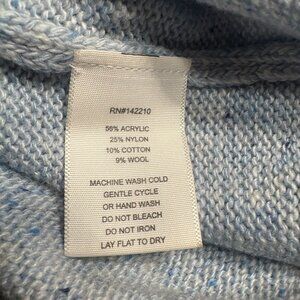 RN#142210
56% ACRYLIC
25% NYLON
10% COTTON
9% WOOL
MACHINE WASH COLD
GENTLE CYCLE
OR HAND WASH
DO NOT BLEACH
DO NOT IRON
LAY FLAT TO DRY